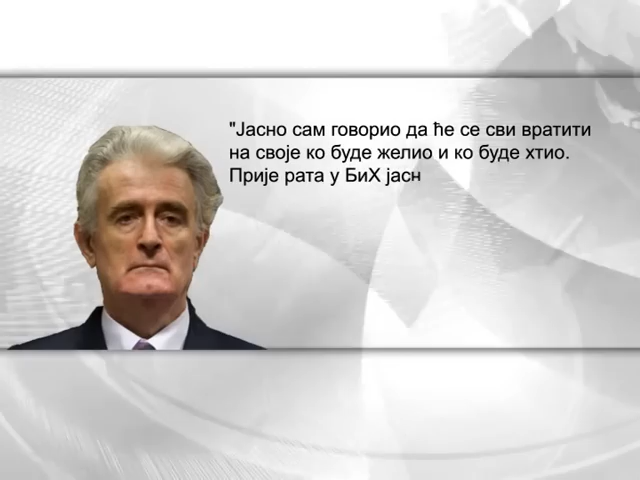 "Јасно сам говорио да ће се сви вратити
на своје ко буде желио и ко буде хтио.
Прије рата у БиХ јасн